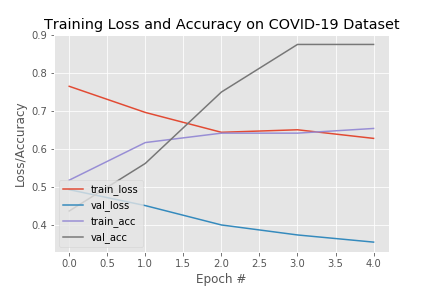 Training Loss and Accuracy on COVID-19 Dataset
0.9
0.8
0.7
0.6
0.5
0.4
Loss/Accuracy
train_loss
val_loss
train_acc
val_acc
0.0 0.5 1.0 1.5 2.0 2.5 3.0 3.5 4.0
Epoch #